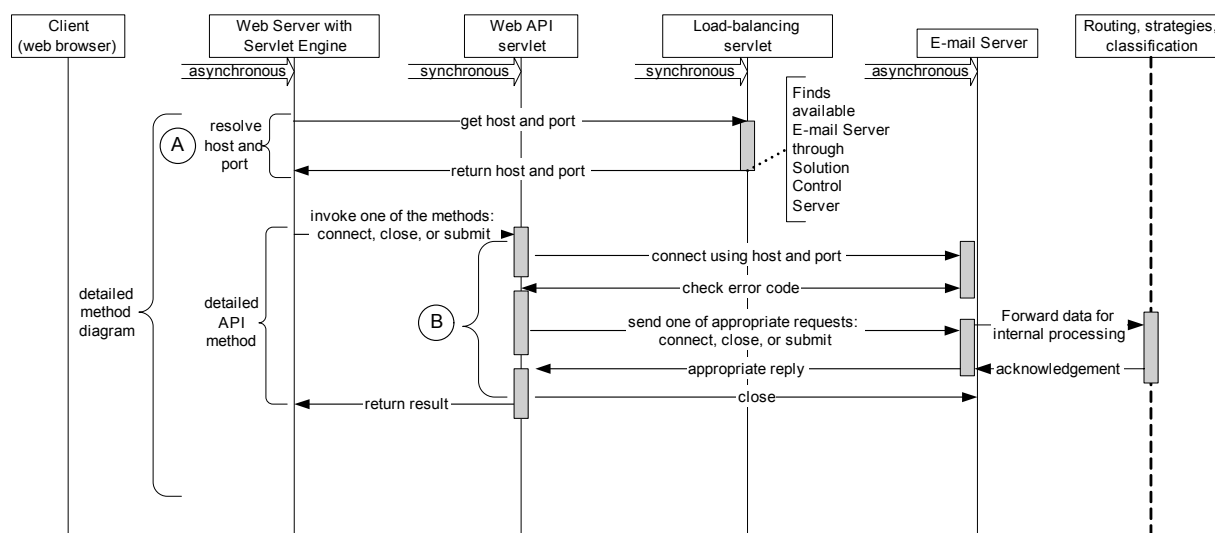 Client
(web browser)
Web Server with
Servlet Engine
Web API
servlet
Load-balancing
servlet
E-mail Server
Routing, strategies,
classification
asynchronous
synchronous
synchronous
asynchronous
A
resolve
host and
port
get host and port
return host and port
Finds
available
E-mail Server
through
Solution
Control
Server
invoke one of the methods:
connect, close, or submit
connect using host and port
check error code
detailed
method
diagram
detailed
API
method
B
send one of appropriate requests:
connect, close, or submit
Forward data for
internal processing
appropriate reply
acknowledgement
close
return result